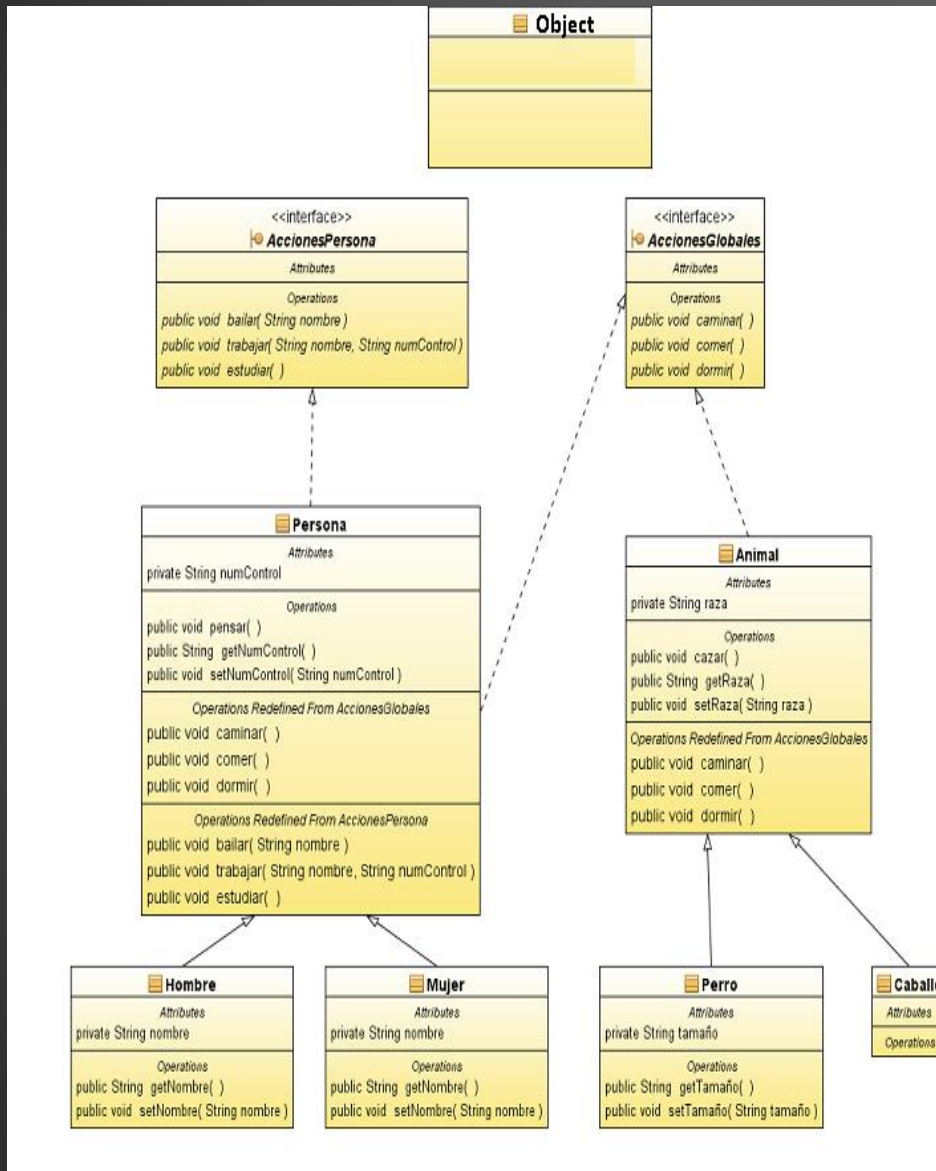 Object
<<interface>>
AccionesPersona
Attributes
Operations
public void bailar( String nombre )
public void trabajar( String nombre, String numControl )
public void estudiar( )
<<interface>>
AccionesGlobales
Attributes
Operations
public void caminar( )
public void comer( )
public void dormir( )
Persona
Attributes
private String numControl
Operations
public void pensar( )
public String getNumControl( )
public void setNumControl( String numControl )
Operations Redefined From AccionesGlobales
public void caminar( )
public void comer( )
public void dormir( )
Operations Redefined From AccionesPersona
public void bailar( String nombre )
public void trabajar( String nombre, String numControl )
public void estudiar( )
Animal
Attributes
private String raza
Operations
public void cazar( )
public String getRaza( )
public void setRaza( String raza )
Operations Redefined From AccionesGlobales
public void caminar( )
public void comer( )
public void dormir( )
Hombre
Attributes
private String nombre
Operations
public String getNombre( )
public void setNombre( String nombre )
Mujer
Attributes
private String nombre
Operations
public String getNombre( )
public void setNombre( String nombre )
Perro
Attributes
private String tamaño
Operations
public String getTamaño( )
public void setTamaño( String tamaño )
Attributes
Operations